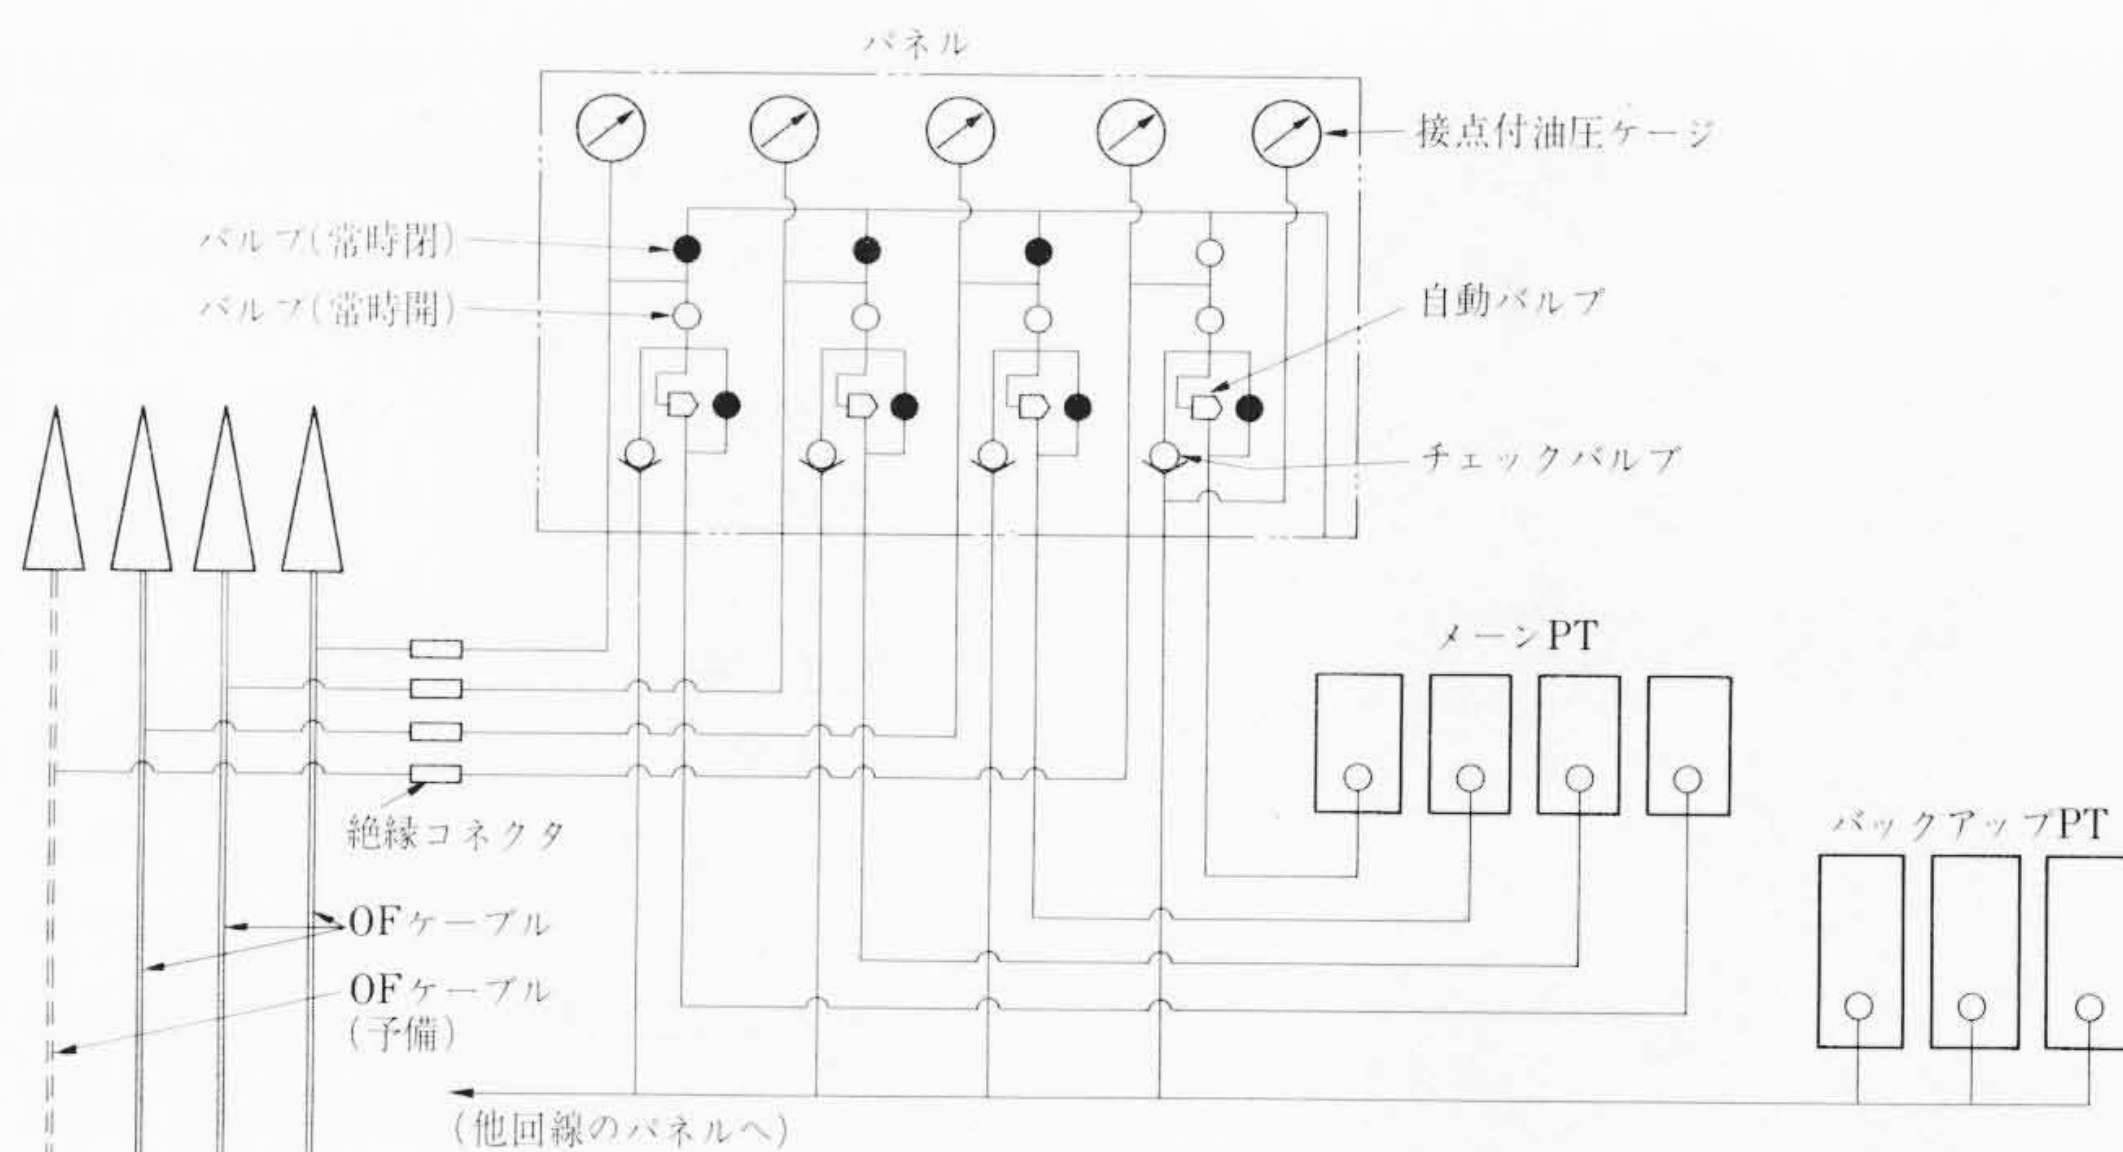 パネル
接点付油圧ケージ
バルブ(常時閉)
バルブ(常時開)
自動バルブ
チェックバルブ
メーンPT
バックアップPT
絶縁コネクタ
OFケーブル
OFケーブル
(予備)
(他回線のパネルへ)